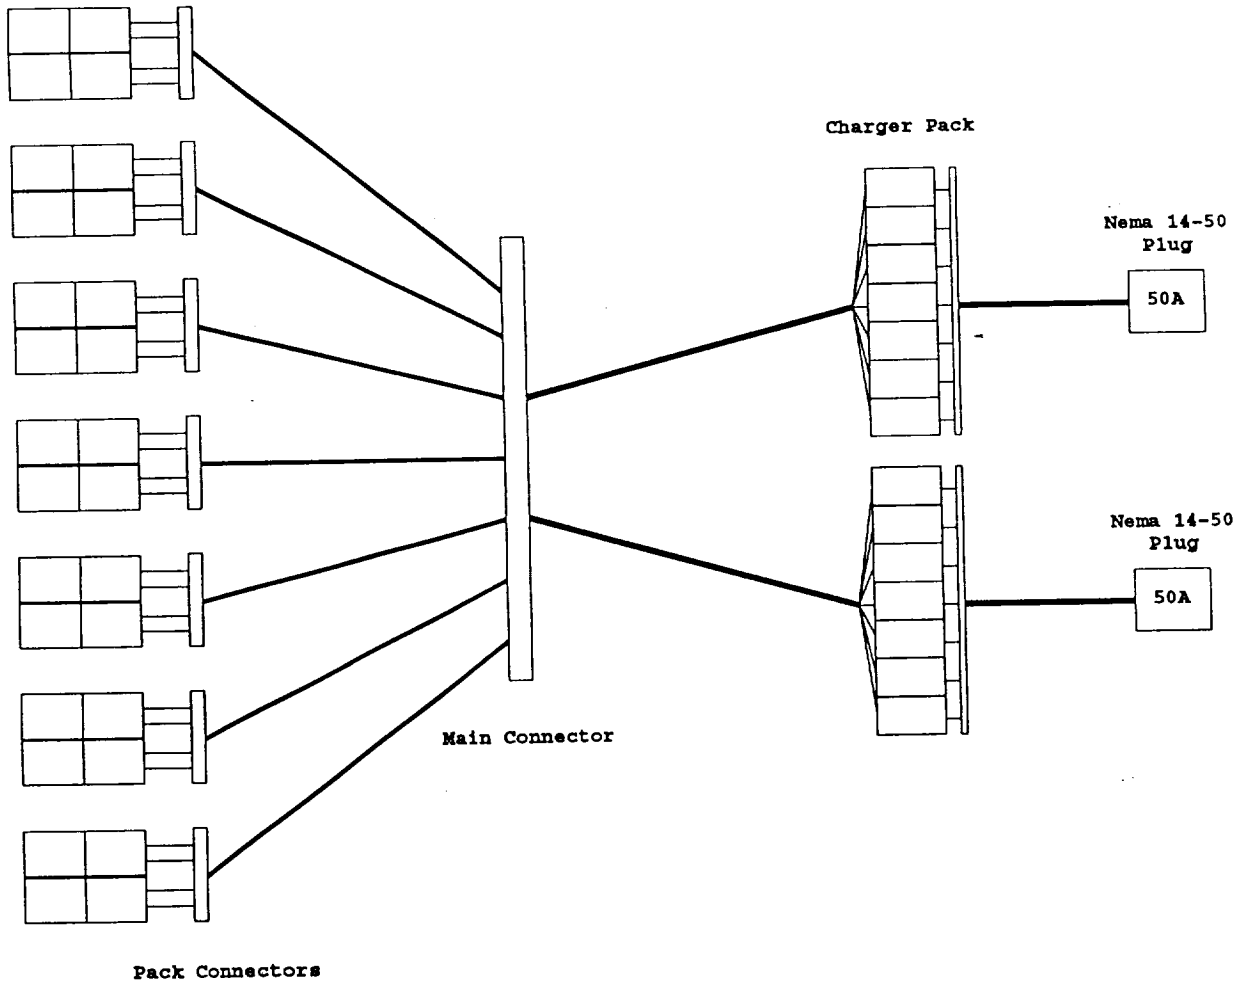 Charger Pack
Nema 14-50
Plug
50A
Nema 14-50
Plug
50A
Main Connector
Pack Connectors